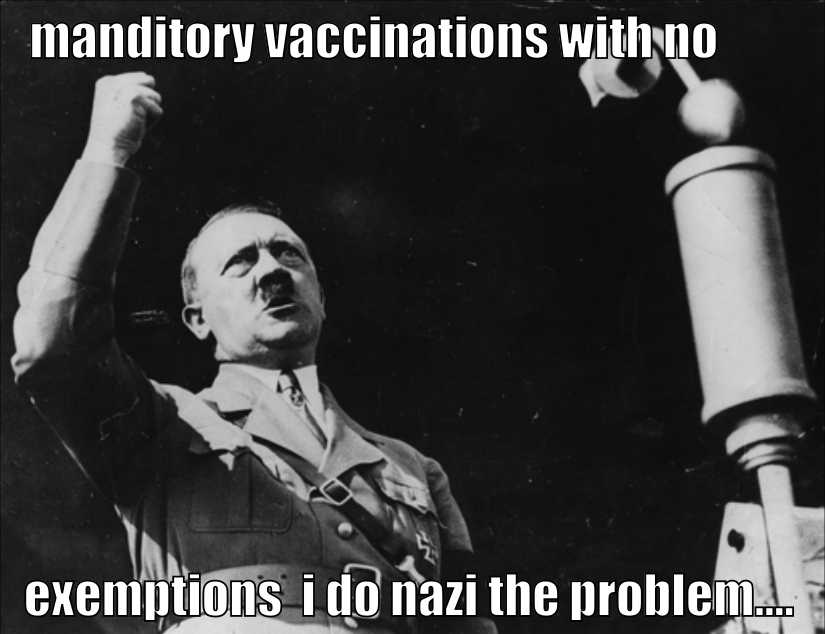 manditory vaccinations with no
exemptions i do nazi the problem....